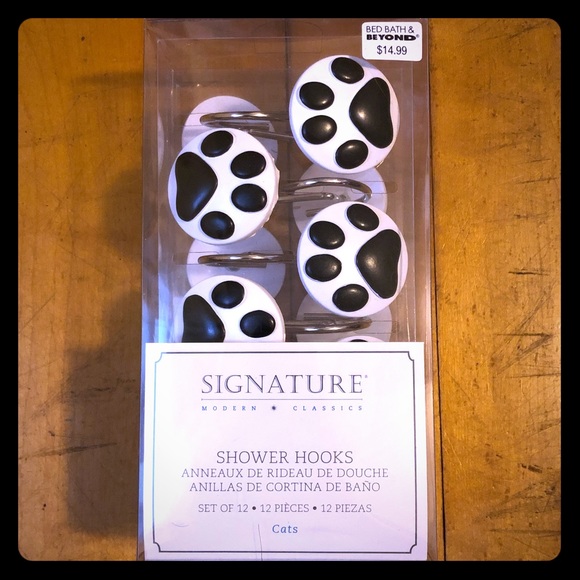 BED BATH &
BEYOND®
$14.99
SIGNATURE®
MODERN * CLASSICS
SHOWER HOOKS
ANNEAUX DE RIDEAU DE DOUCHE
ANILLAS DE CORTINA DE BAÑO
SET OF 12 • 12 PIÈCES • 12 PIEZAS
Cats